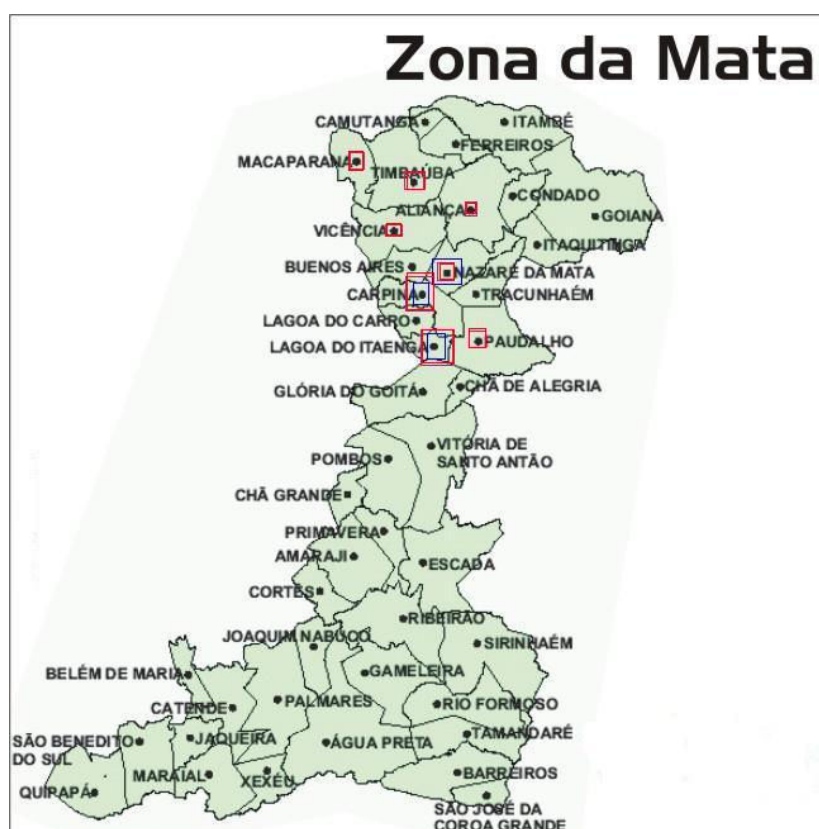 Zona da Mata
CAMUTANGA
ITAMBÉ
FERREIROS
MACAPARANA
TIMBAÚBA
CONDADO
ALIANÇA
GOIANA
VICÊNCIA
ITAQUITINGA
BUENOS AIRES
NAZARÉ DA MATA
CARPINA
TRACUNHAÉM
LAGOA DO CARRO
PAUDALHO
LAGOA DO ITAENGA
GLÓRIA DO GOITÁ
CHÃ DE ALEGRIA
VITÓRIA DE
SANTO ANTÃO
POMBOS
CHÃ GRANDE
PRIMAVERA
AMARAJI
ESCADA
CORTÊS
RIBEIRÃO
JOAQUIM NABUCO
SIRINHAÉM
BELÉM DE MARIA
GAMELEIRA
PALMARES
CATENDE
RIO FORMOSO
TAMANDARÉ
SÃO BENEDITO
DO SUL
JAQUEIRA
ÁGUA PRETA
MARAIAL
XEXÉU
BARREIROS
QUIPAPÁ
SÃO JOSÉ DA
COROA GRANDE